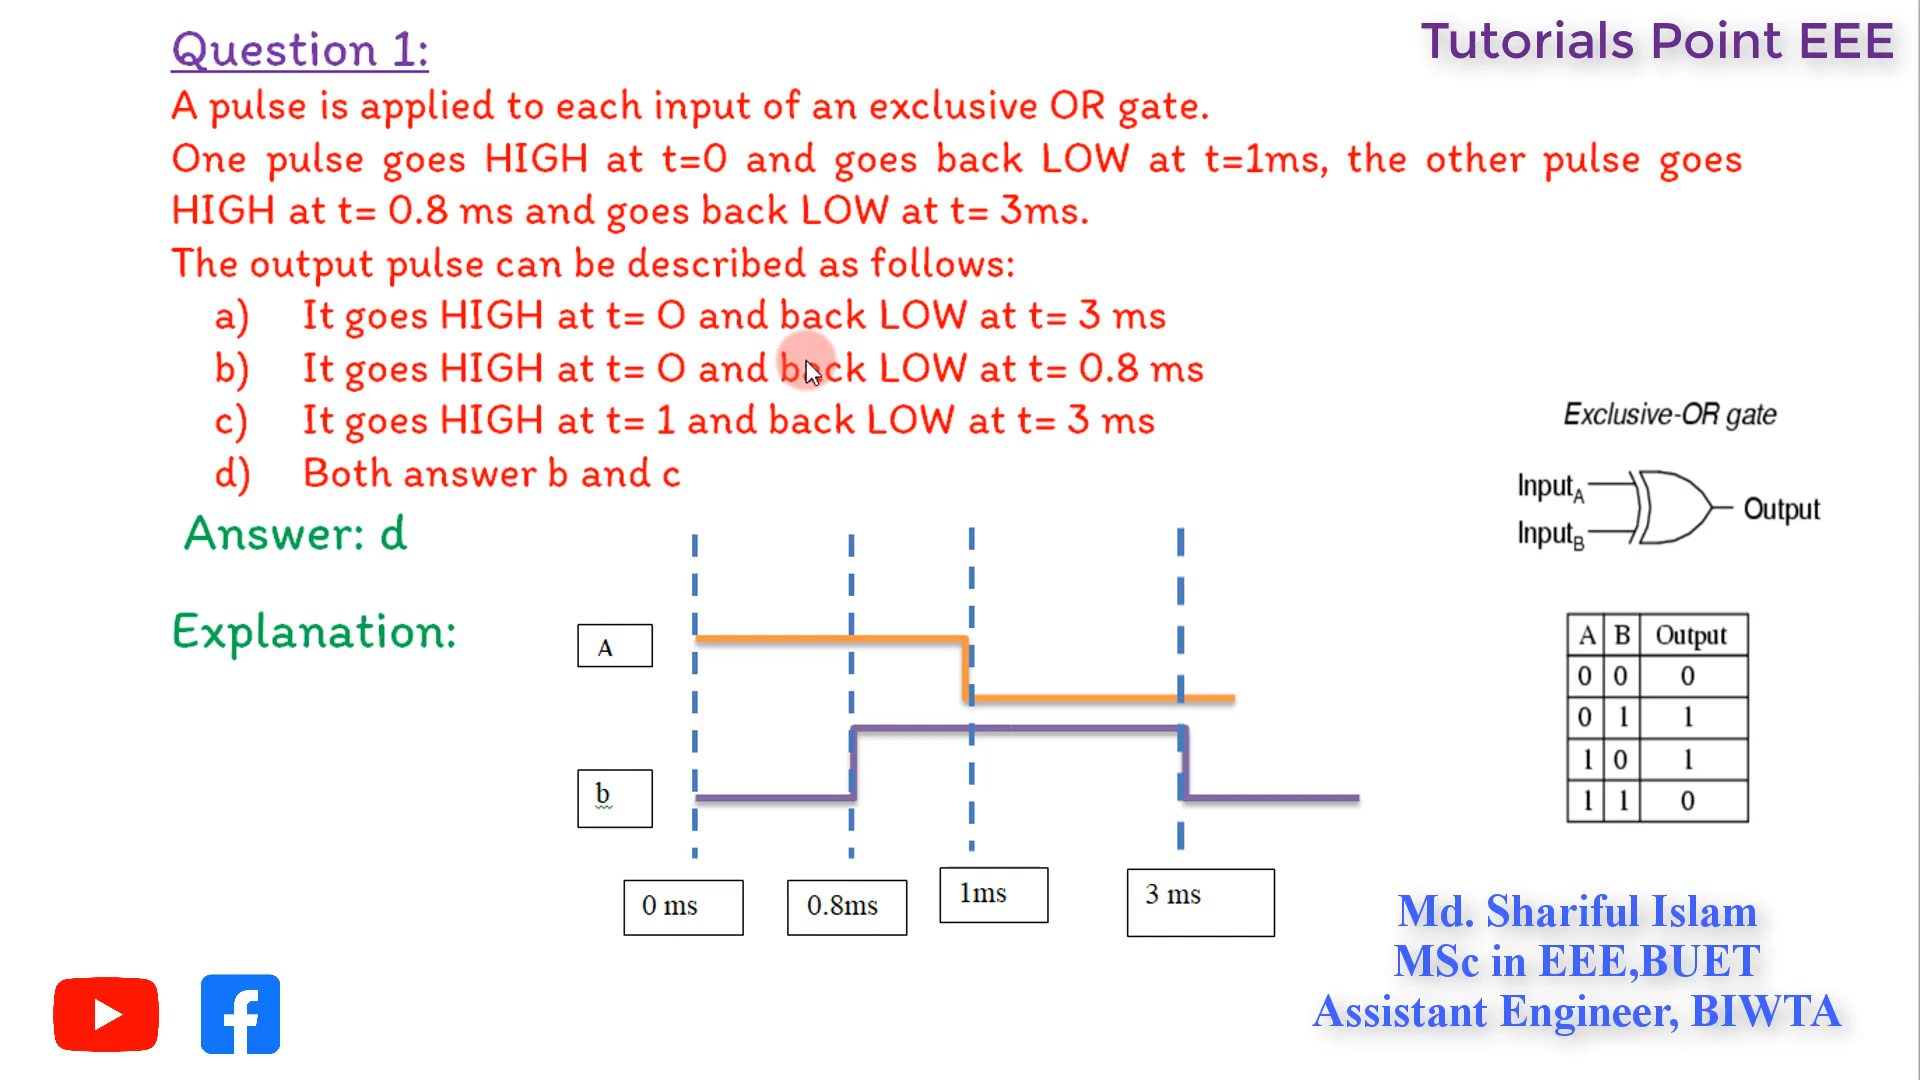 Question 1:
Tutorials Point EEE
A pulse is applied to each input of an exclusive OR gate.
One pulse goes HIGH at t=0 and goes back LOW at t=1ms, the other pulse goes
HIGH at t= 0.8 ms and goes back LOW at t= 3ms.
The output pulse can be described as follows:
a) It goes HIGH at t= O and back LOW at t= 3 ms
b) It goes HIGH at t= O and back LOW at t= 0.8 ms
c) It goes HIGH at t= 1 and back LOW at t= 3 ms
d) Both answer b and c
Answer: d
Explanation:
A
b
0 ms
0.8ms
1ms
3 ms
Exclusive-OR gate
InputA
InputB
Output
A B Output
0 0 0
0 1 1
1 0 1
1 1 0
Md. Shariful Islam
MSc in EEE,BUET
Assistant Engineer, BIWTA